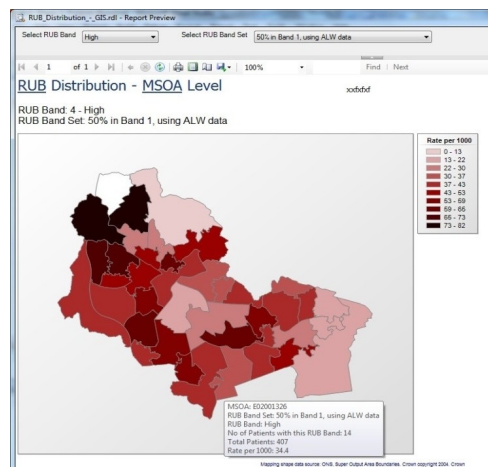 RUB_Distribution_-_GIS.rdl - Report Preview
Select RUB Band High Select RUB Band Set 50% in Band 1, using ALW data
1 of 1 100% Find | Next
RUB Distribution - MSOA Level
RUB Band: 4 - High
RUB Band Set: 50% in Band 1, using ALW data
Rate per 1000
0 - 13
13 - 22
22 - 30
30 - 37
37 - 43
43 - 53
53 - 59
59 - 65
65 - 73
73 - 82
MSOA: E02001326
RUB Band Set: 50% in Band 1, using ALW data
RUB Band: High
No of Patients with this RUB Band: 14
Total Patients: 407
Rate per 1000: 34.4
Mapping shape data source: ONS, Super Output Area Boundaries. Crown copyright 2004. Crown